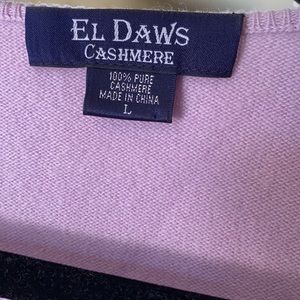 EL DAWS
CASHMERE
100% PURE
CASHMERE
MADE IN CHINA
L